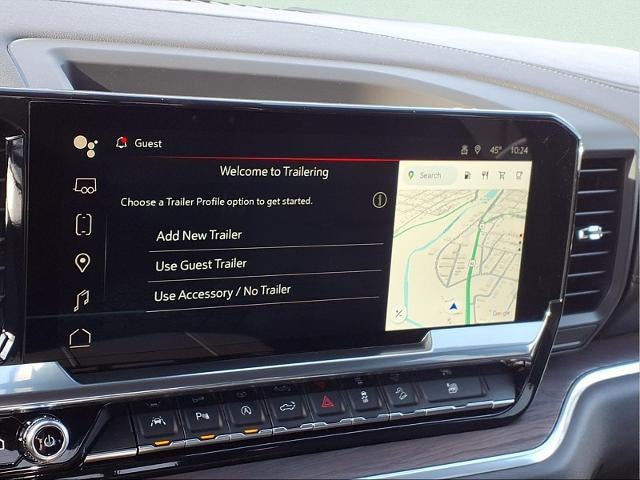 Guest
45° 10:24
Welcome to Trailering
Choose a Trailer Profile option to get started.
Search
Add New Trailer
Use Guest Trailer
Use Accessory / No Trailer
Google